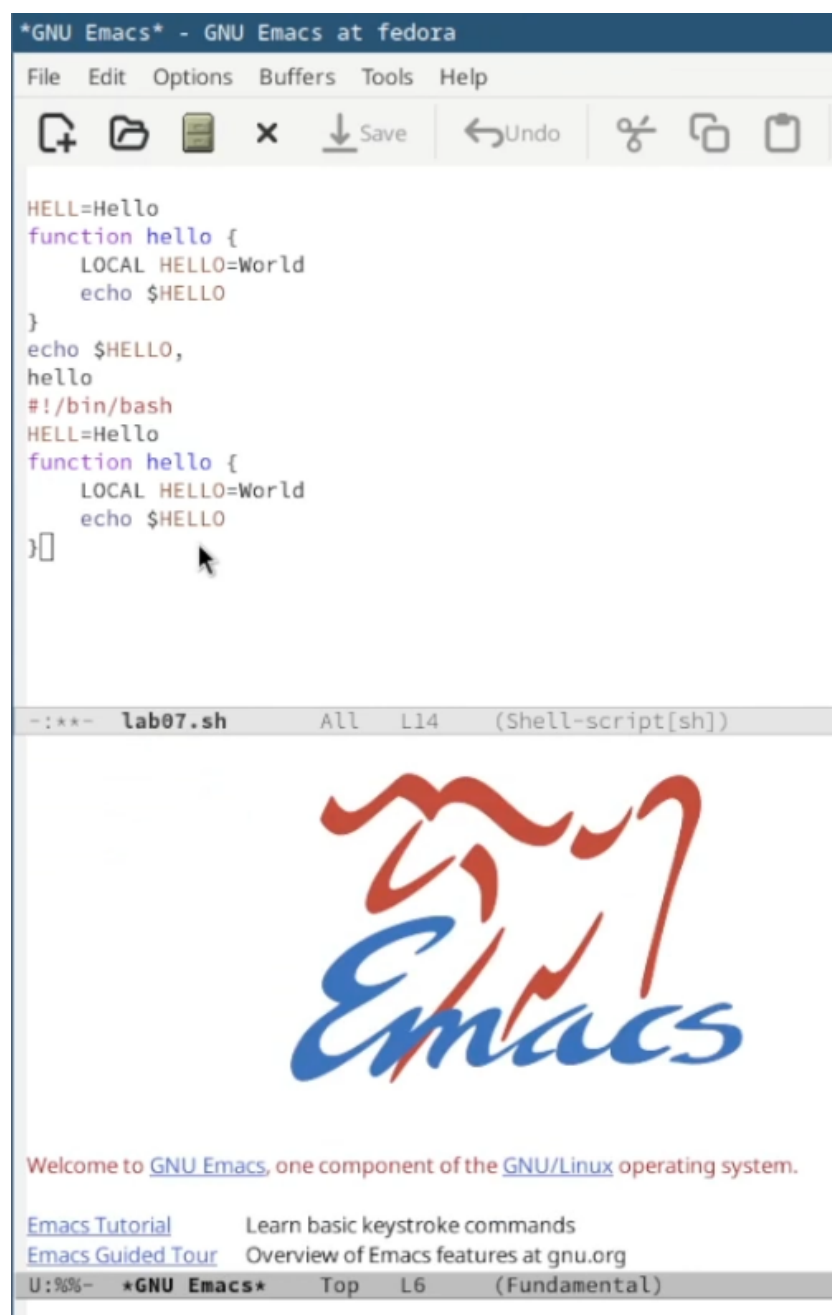 *GNU Emacs* - GNU Emacs at fedora
File Edit Options Buffers Tools Help
Save Undo
HELL=Hello
function hello {
    LOCAL HELLO=World
    echo $HELLO
}
echo $HELLO,
hello
#!/bin/bash
HELL=Hello
function hello {
    LOCAL HELLO=World
    echo $HELLO
}
-:**- lab07.sh All L14 (Shell-script[sh])
Emacs
Welcome to GNU Emacs, one component of the GNU/Linux operating system.
Emacs Tutorial Learn basic keystroke commands
Emacs Guided Tour Overview of Emacs features at gnu.org
U:%%- *GNU Emacs* Top L6 (Fundamental)